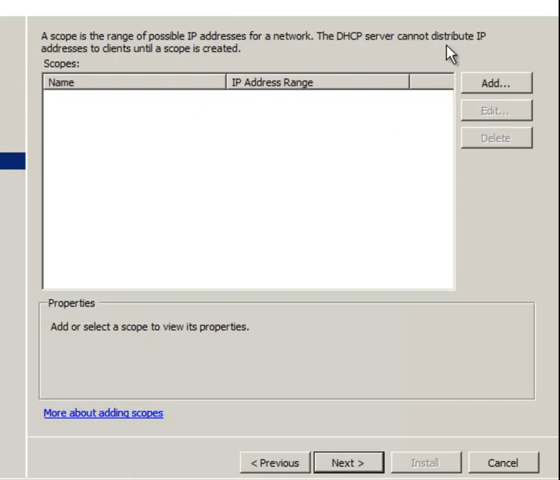 A scope is the range of possible IP addresses for a network. The DHCP server cannot distribute IP
addresses to clients until a scope is created.
Scopes:
Name IP Address Range
Add...
Edit...
Delete
Properties
Add or select a scope to view its properties.
More about adding scopes
< Previous Next > Install Cancel